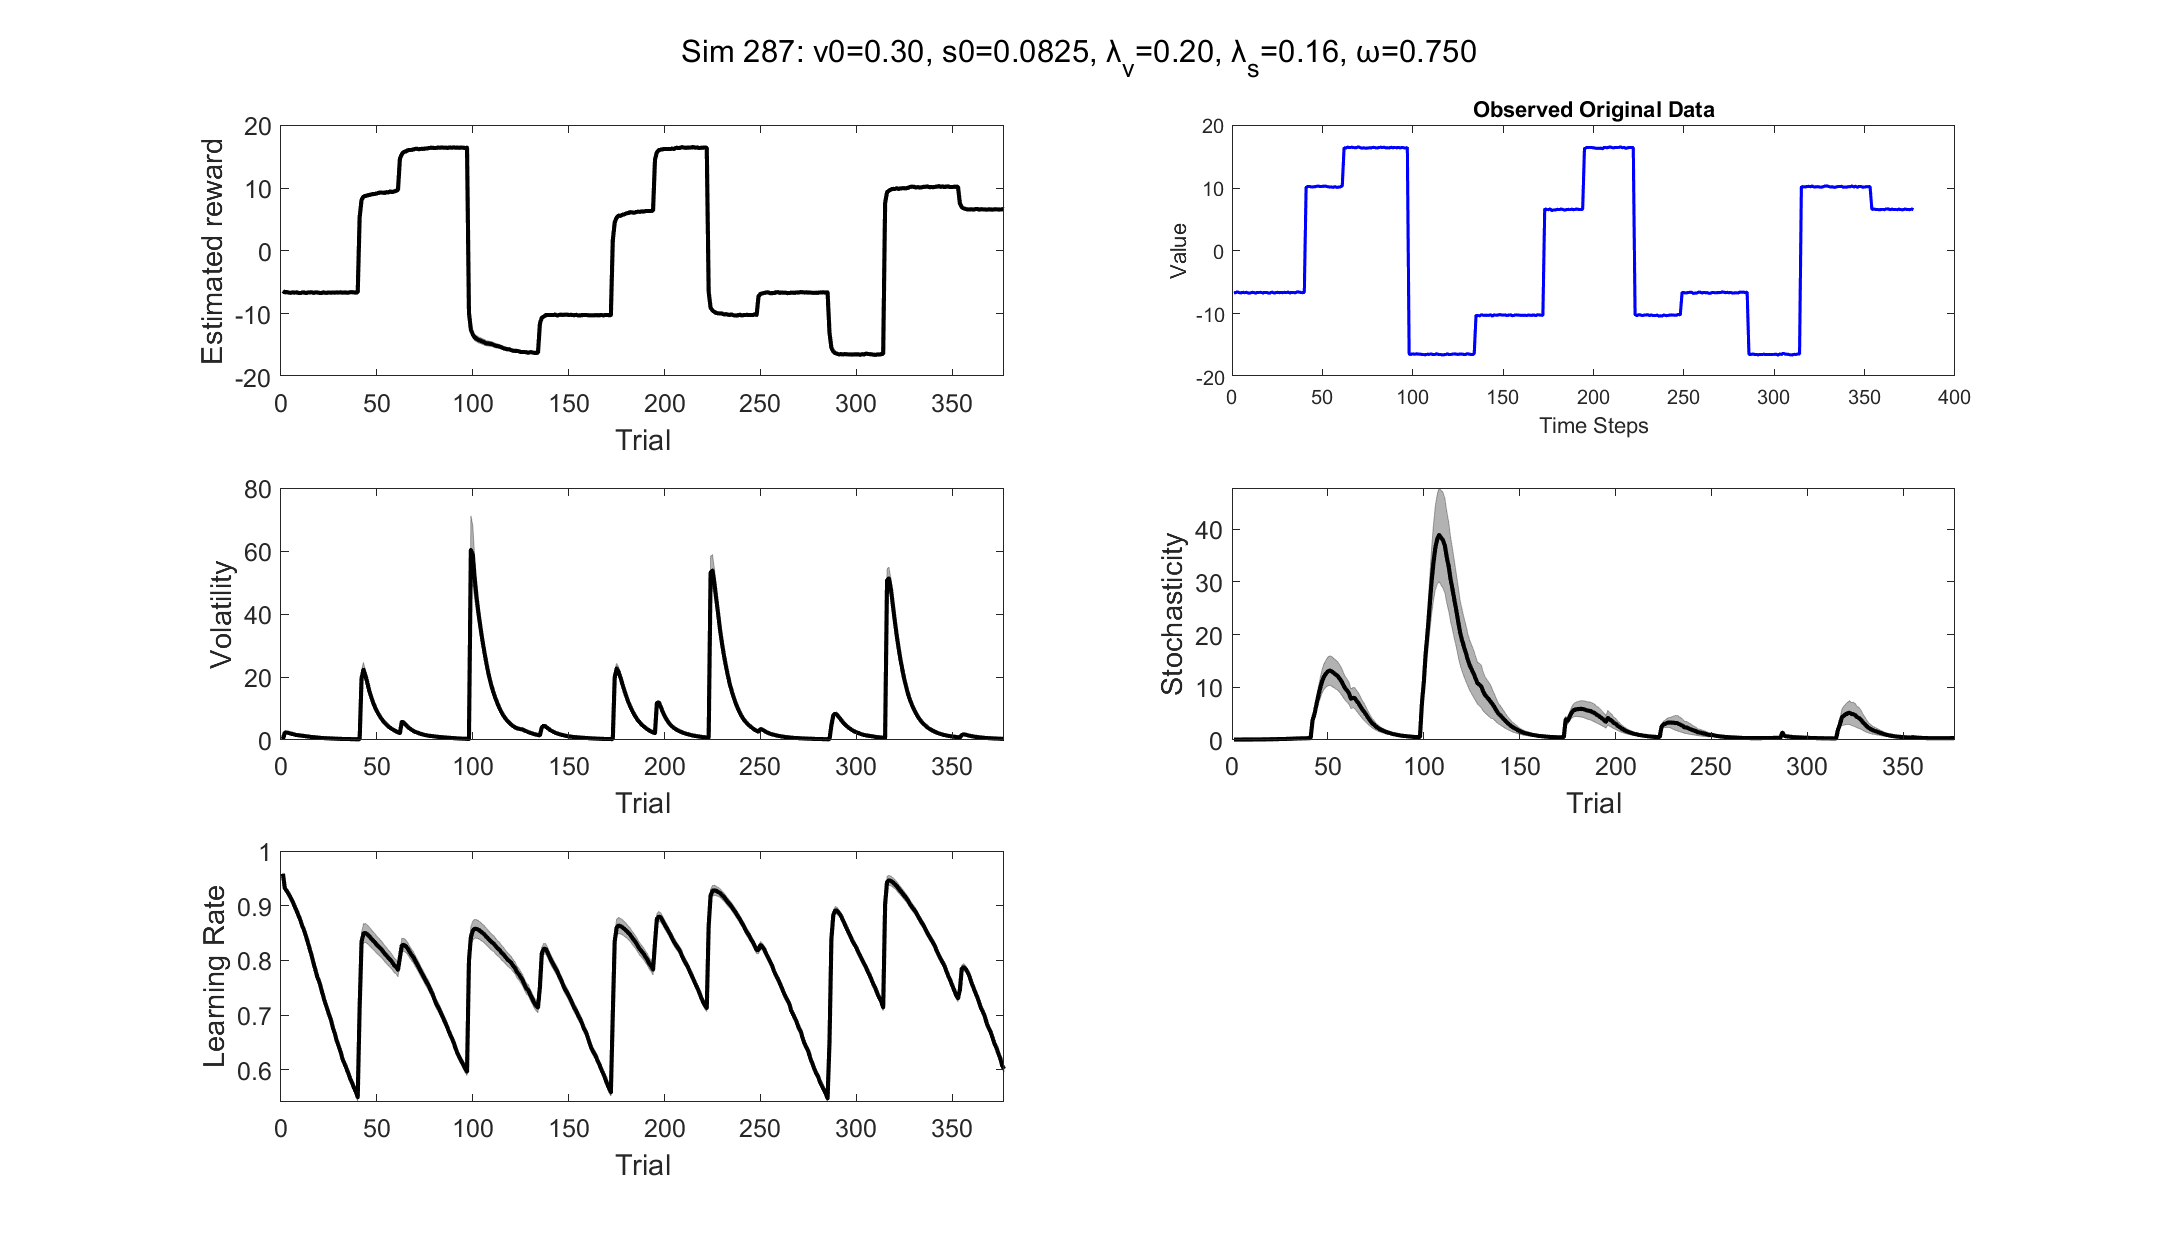 Sim 287: v0=0.30, s0=0.0825, λv=0.20, λs=0.16, ω=0.750
Estimated reward
20
10
0
-10
-20
0 50 100 150 200 250 300 350
Trial
Observed Original Data
Value
20
10
0
-10
-20
0 50 100 150 200 250 300 350 400
Time Steps
Volatility
80
60
40
20
0
0 50 100 150 200 250 300 350
Trial
Stochasticity
40
30
20
10
0
0 50 100 150 200 250 300 350
Trial
Learning Rate
1
0.9
0.8
0.7
0.6
0 50 100 150 200 250 300 350
Trial